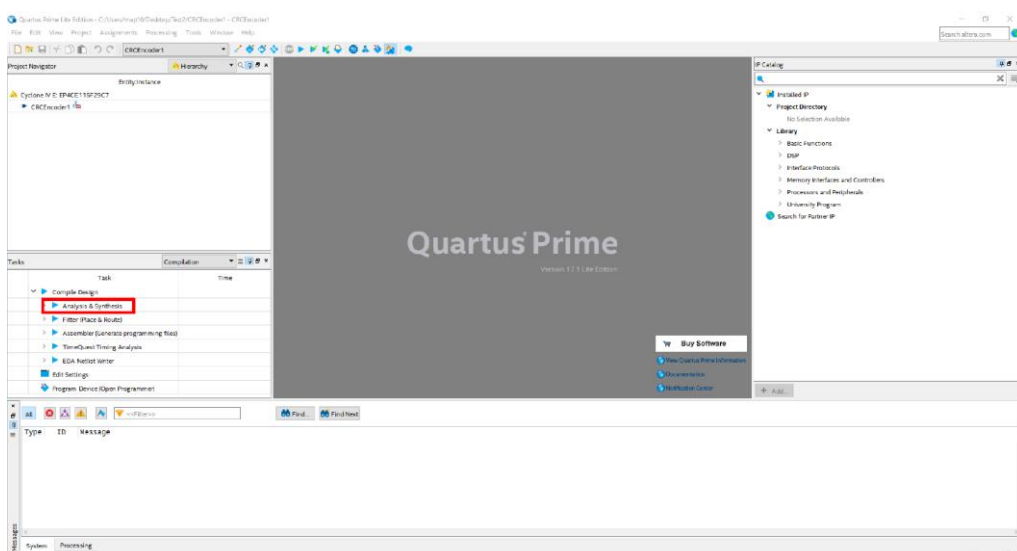 Quartus Prime Lite Edition - C:/Users/maj10/Desktop/Test2/CRCEncoder1 - CRCEncoder1
File Edit View Project Assignments Processing Tools Window Help
Search altera.com
CRCEncoder1
Project Navigator
Hierarchy
Entity:Instance
Cyclone IV E: EP4CE115F29C7
CRCEncoder1
Tasks
Compilation
Task
Time
Compile Design
Analysis & Synthesis
Fitter (Place & Route)
Assembler (Generate programming files)
TimeQuest Timing Analysis
EDA Netlist Writer
Edit Settings
Program Device (Open Programmer)
Quartus Prime
Version 17.1 Lite Edition
Buy Software
View Quartus Prime Information
Documentation
Notification Center
IP Catalog
Installed IP
Project Directory
No Selection Available
Library
Basic Functions
DSP
Interface Protocols
Memory Interfaces and Controllers
Processors and Peripherals
University Program
Search for Partner IP
+ Add...
All
<<Filter>>
Find...
Find Next
Type ID Message
Messages
System Processing